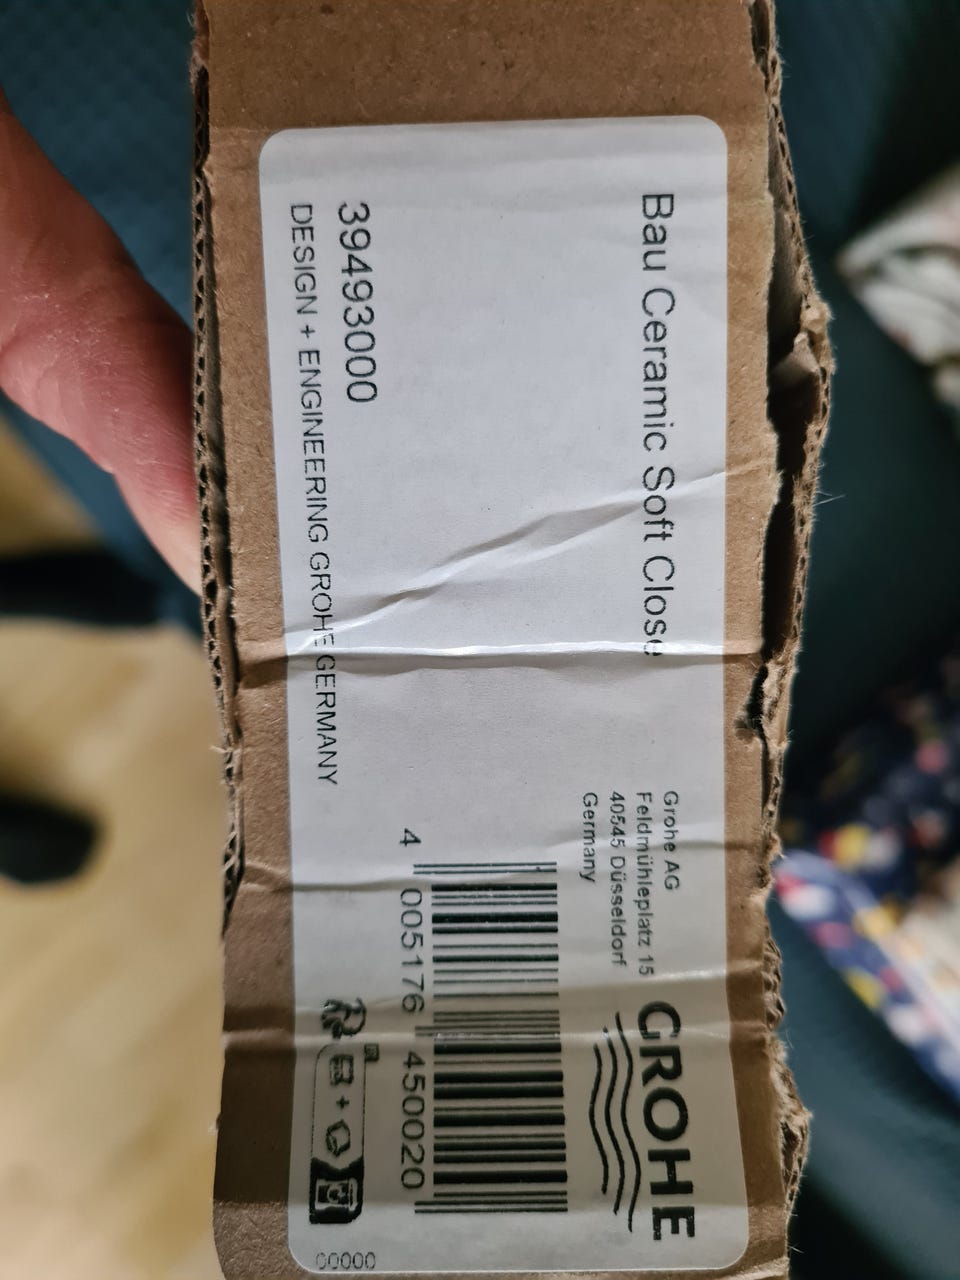 Bau Ceramic Soft Close
39493000
DESIGN + ENGINEERING GROHE GERMANY
Grohe AG
Feldmühleplatz 15
40545 Düsseldorf
Germany
GROHE
4 005176 450020
FR
+
00000